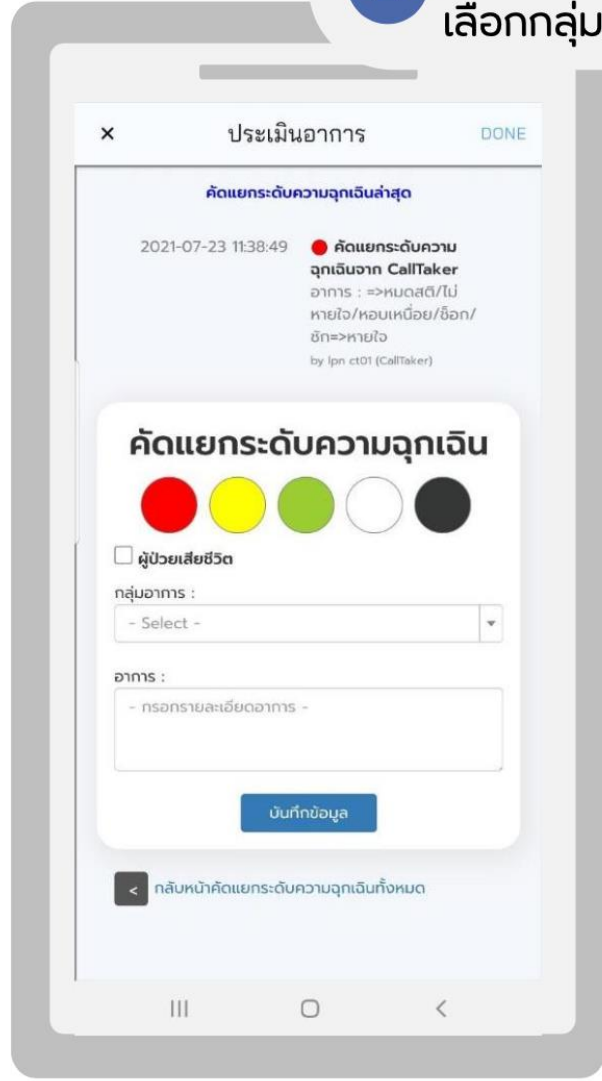 เลือกกลุ่ม
× ประเมินอาการ DONE
คัดแยกระดับความฉุกเฉินล่าสุด
2021-07-23 11:38:49 คัดแยกระดับความ
ฉุกเฉินจาก CallTaker
อาการ : =>หมดสติ/ไม่
หายใจ/หอบเหนื่อย/ช็อก/
ชัก=>หายใจ
by lpn ct01 (CallTaker)
คัดแยกระดับความฉุกเฉิน
ผู้ป่วยเสียชีวิต
กลุ่มอาการ :
- Select -
อาการ :
- กรอกรายละเอียดอาการ -
บันทึกข้อมูล
< กลับหน้าคัดแยกระดับความฉุกเฉินทั้งหมด